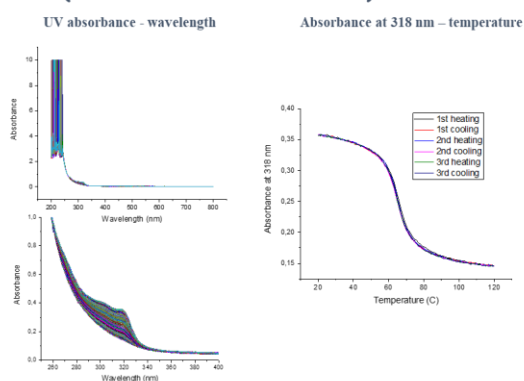 UV absorbance - wavelength
Absorbance at 318 nm – temperature
10
8
6
4
2
0
Absorbance
200
300
400
500
600
700
800
Wavelength (nm)
1,0
0,8
0,6
0,4
0,2
0,0
Absorbance
260
280
300
320
340
360
380
400
Wavelength (nm)
0,40
0,35
0,30
0,25
0,20
0,15
Absorbance at 318 nm
1st heating
1st cooling
2nd heating
2nd cooling
3rd heating
3rd cooling
20
40
60
80
100
120
Temperature (C)